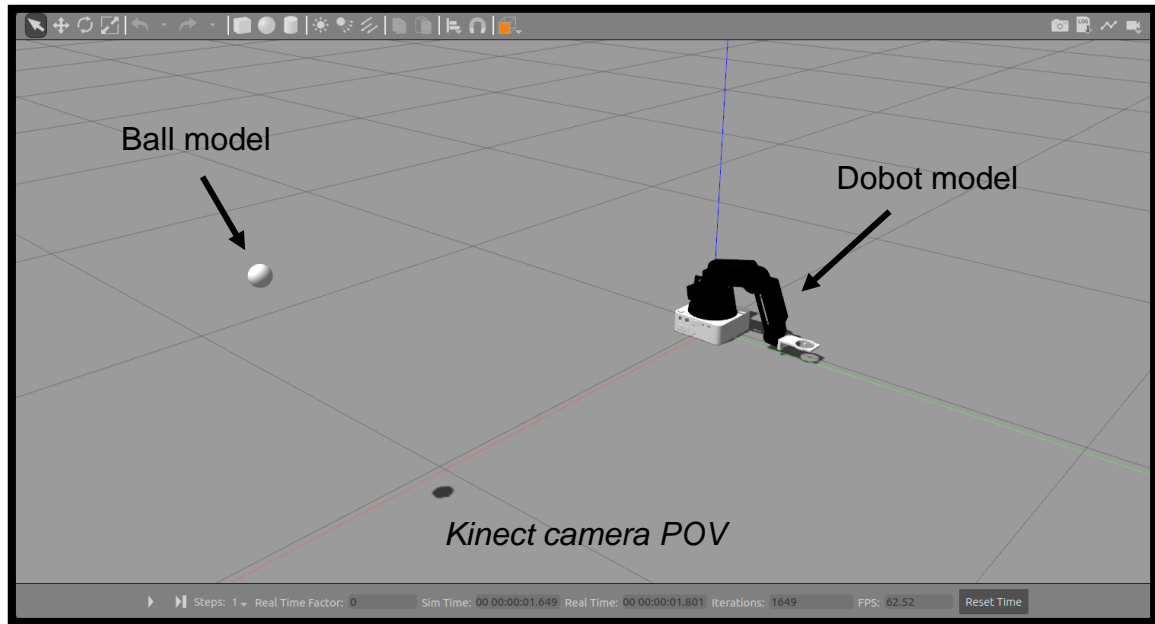 LOG
Ball model
Dobot model
Kinect camera POV
Steps: 1 Real Time Factor: 0 Sim Time: 00 00:00:01.649 Real Time: 00 00:00:01.801 Iterations: 1649 FPS: 62.52 Reset Time